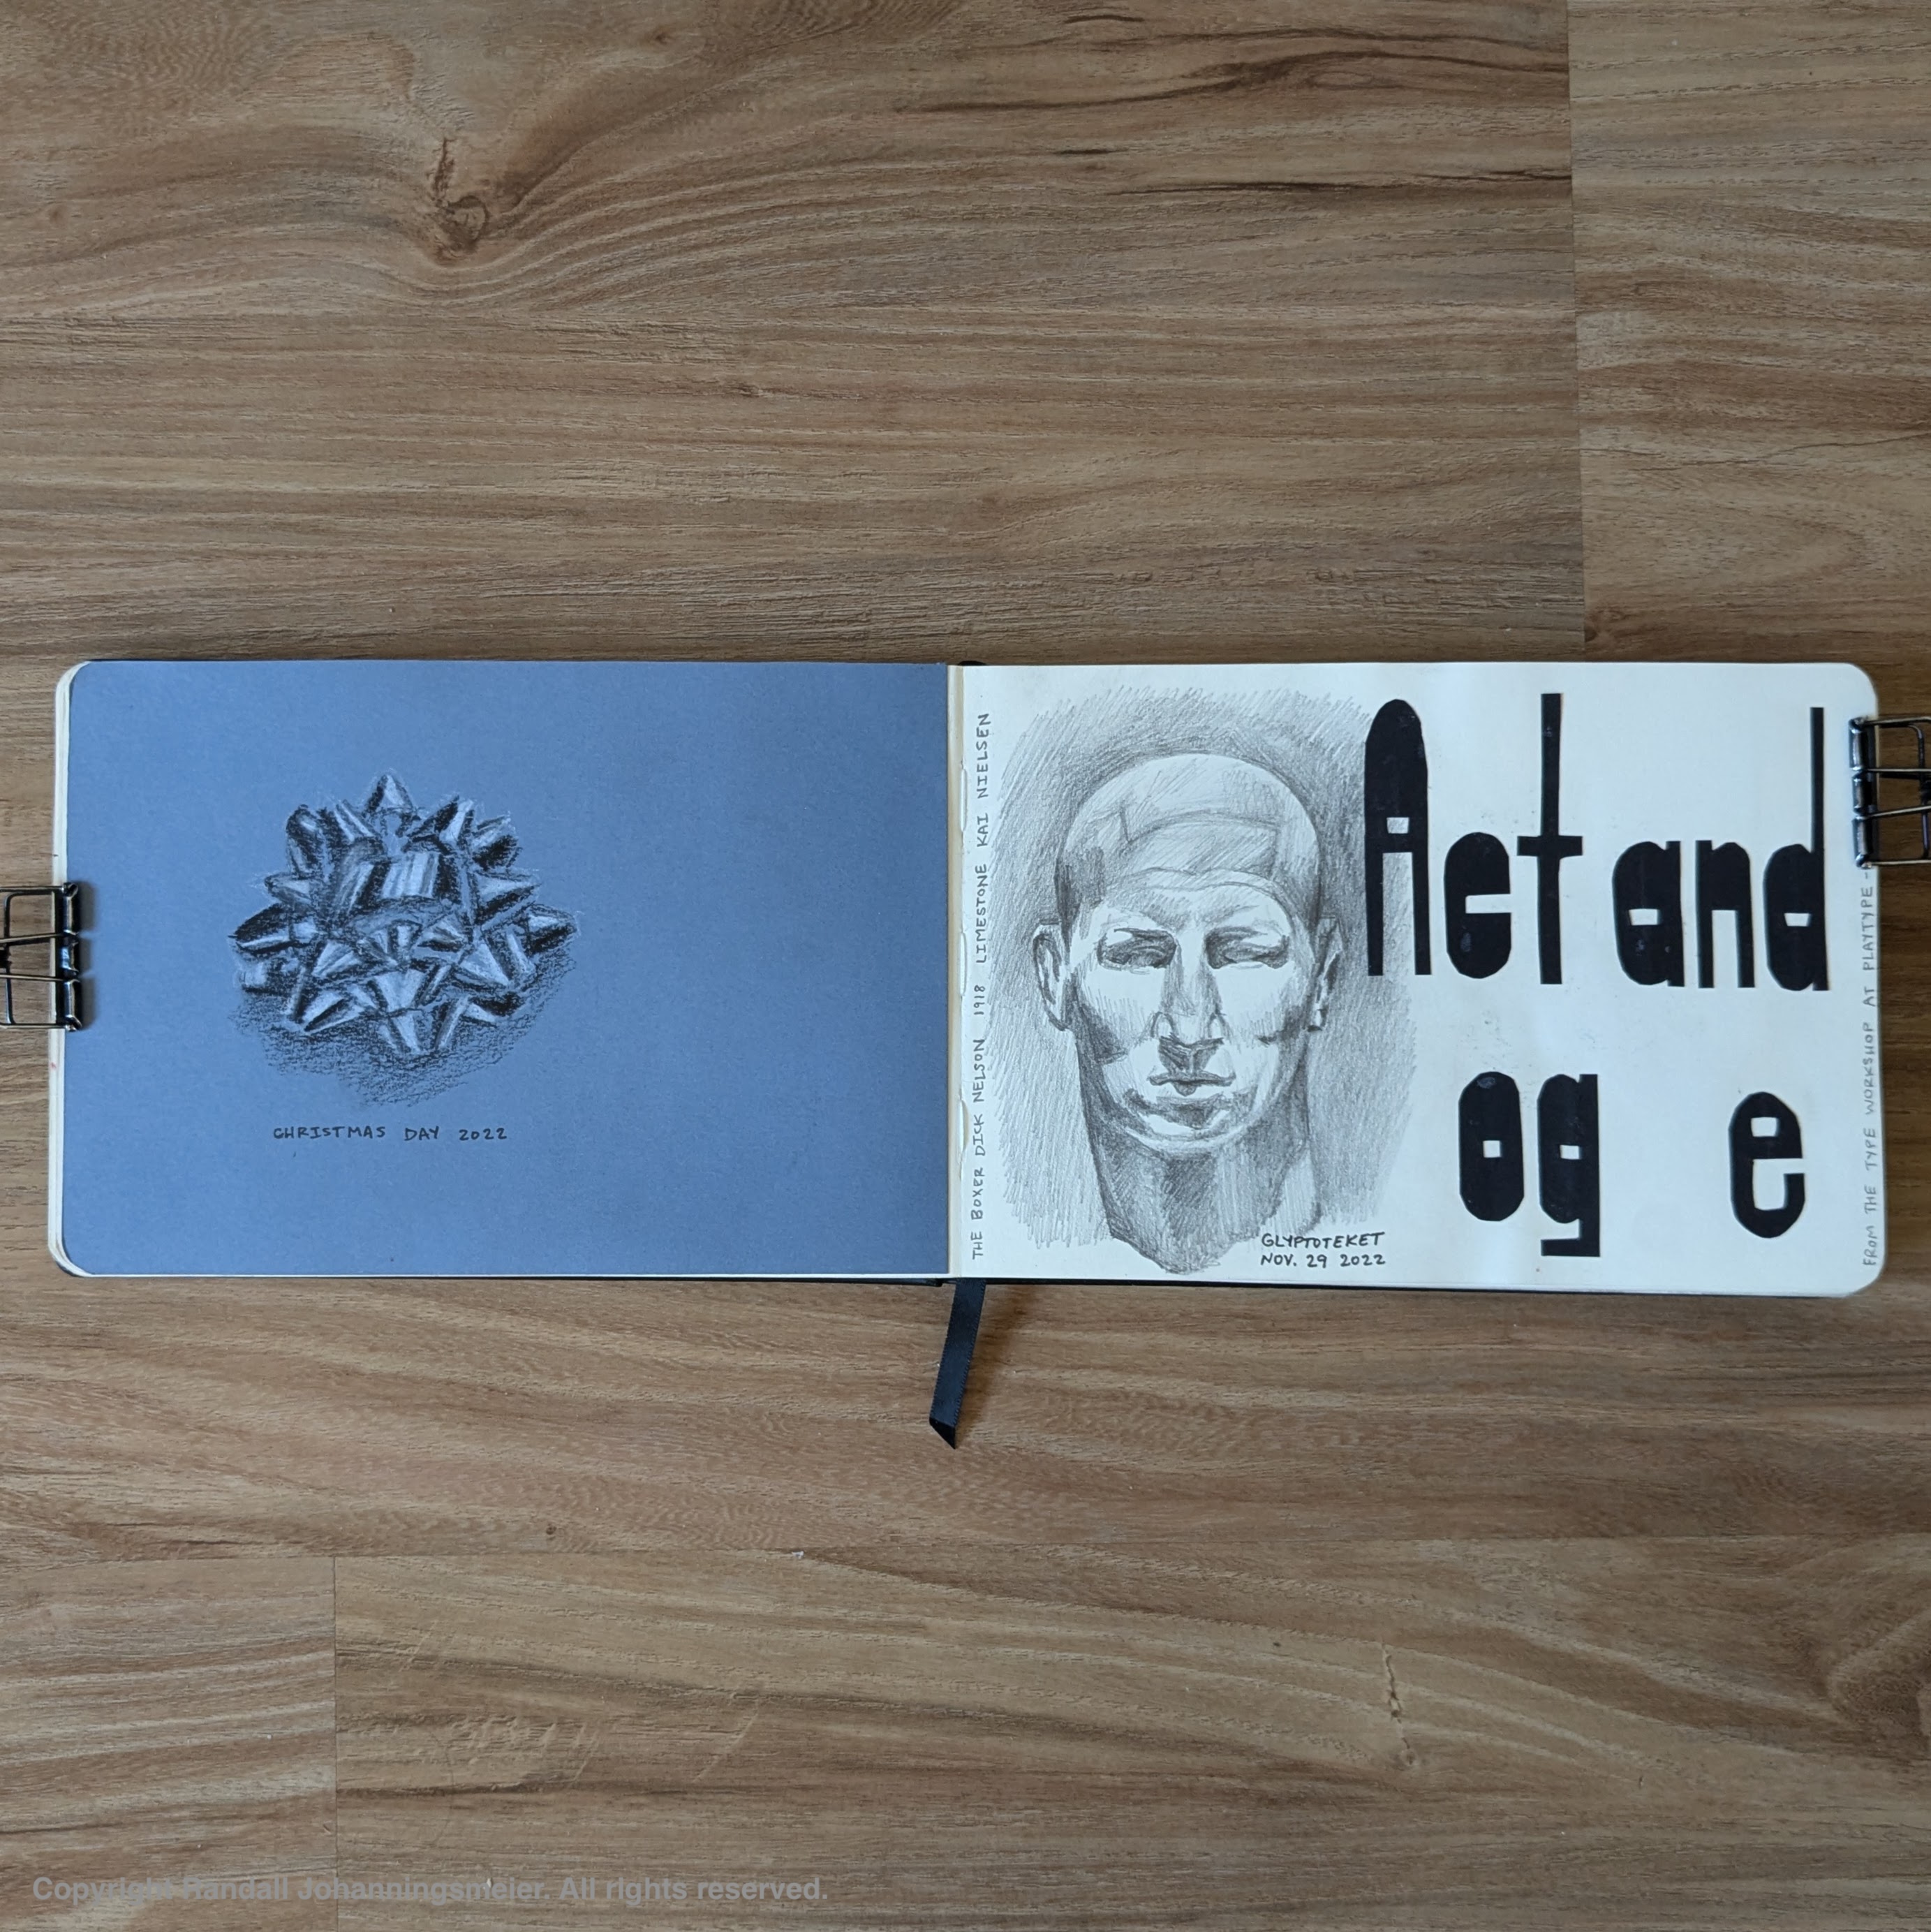 CHRISTMAS DAY 2022
THE BOXER DICK NELSON 1918 LIMESTONE KAI NIELSEN
GLYPTOTEKET
NOV. 29 2022
Act and
og e
FROM THE TYPE WORKSHOP AT PLAYTYPE -
Copyright Randall Johanningsmeier. All rights reserved.